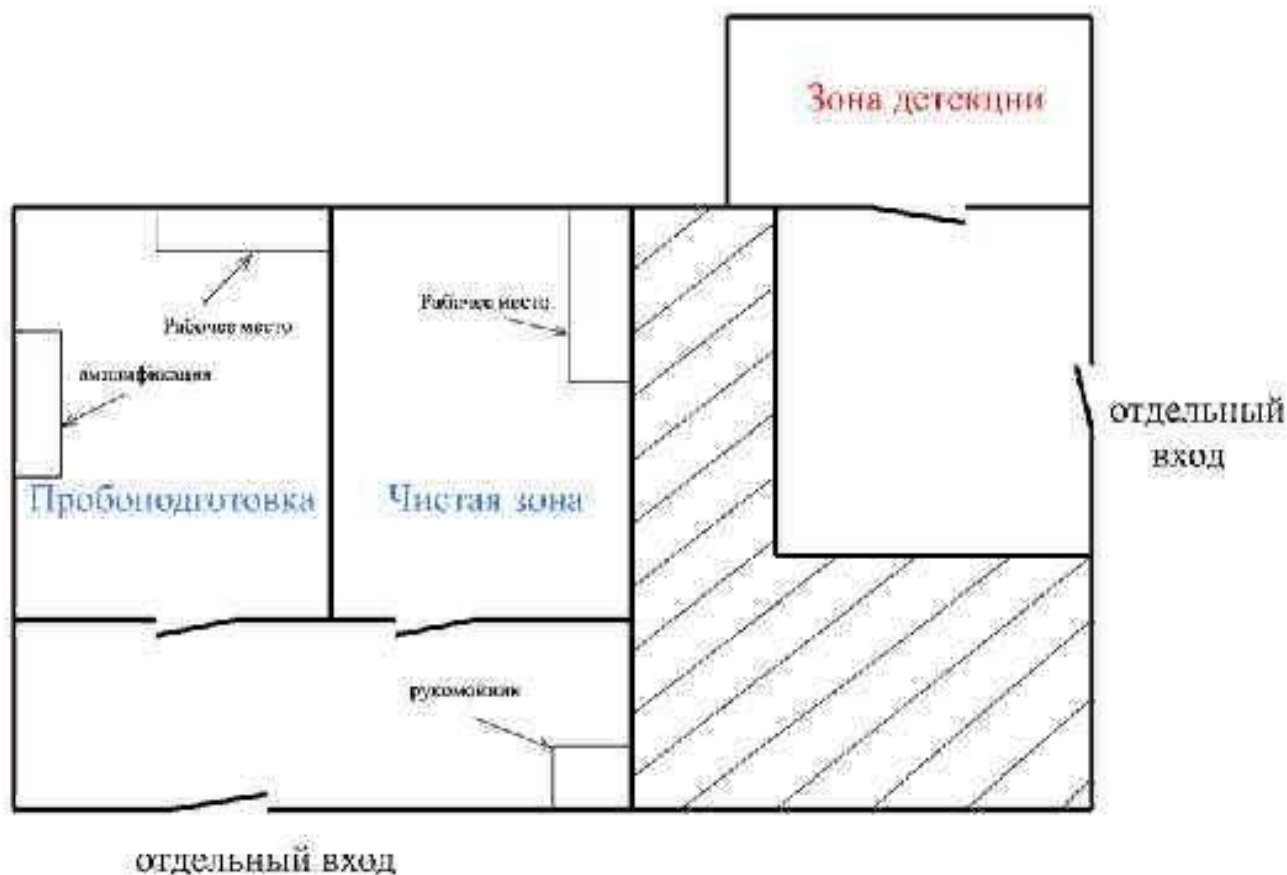 Зона детекции
Рабочее место
Рабочее место
амплификация
отдельный
вход
Пробоподготовка
Чистая зона
рукомойник
отдельный вход